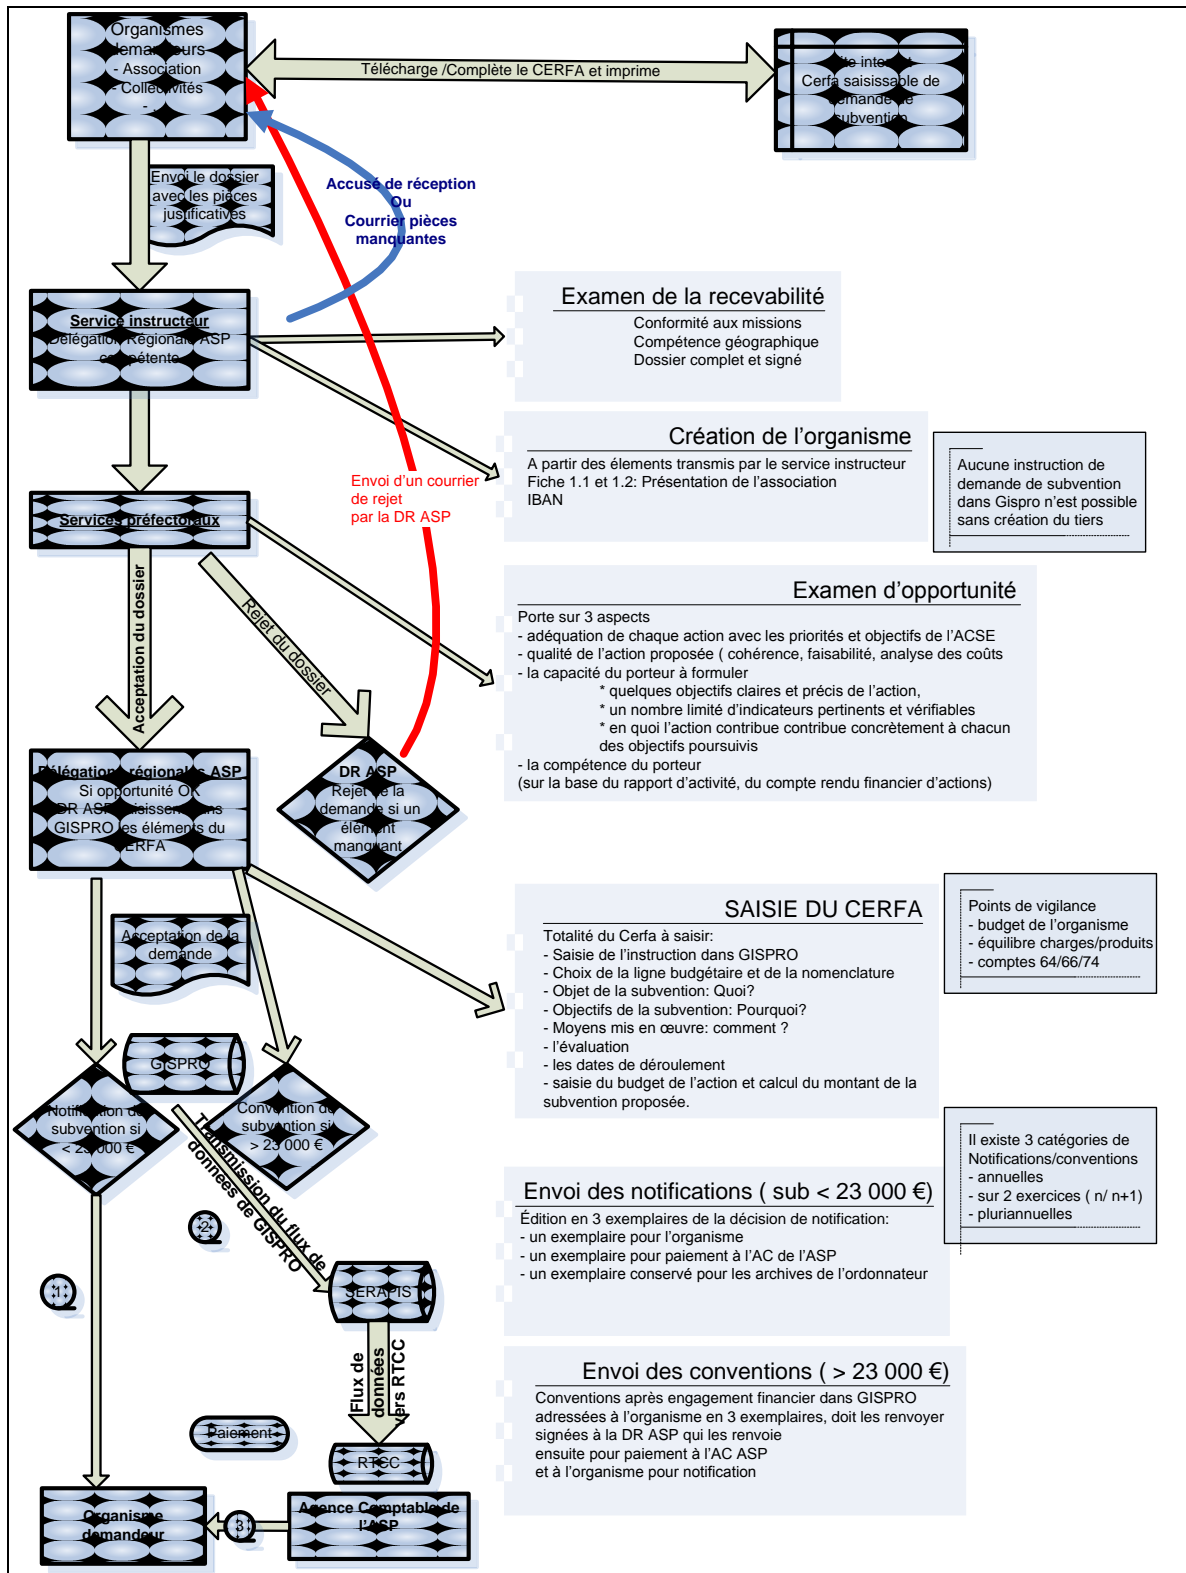 Organismes
demandeurs
- Association
- Collectivités
- ..
Télécharge /Complète le CERFA et imprime
Site internet
Cerfa saisissable de
demande de
subvention
Envoi le dossier
avec les pièces
justificatives
Accusé de réception
Ou
Courrier pièces
manquantes
Service instructeur
Délégation Régionale ASP
compétente
Examen de la recevabilité
Conformité aux missions
Compétence géographique
Dossier complet et signé
Création de l'organisme
A partir des élements transmis par le service instructeur
Fiche 1.1 et 1.2: Présentation de l'association
IBAN
Aucune instruction de
demande de subvention
dans Gispro n'est possible
sans création du tiers
Envoi d'un courrier
de rejet
par la DR ASP
Services préfectoraux
Acceptation du dossier
Rejet du dossier
Examen d'opportunité
Porte sur 3 aspects
- adéquation de chaque action avec les priorités et objectifs de l'ACSE
- qualité de l'action proposée ( cohérence, faisabilité, analyse des coûts
- la capacité du porteur à formuler
* quelques objectifs claires et précis de l'action,
* un nombre limité d'indicateurs pertinents et vérifiables
* en quoi l'action contribue contribue concrètement à chacun
des objectifs poursuivis
- la compétence du porteur
(sur la base du rapport d'activité, du compte rendu financier d'actions)
Délégations régionales ASP
Si opportunité OK
DR ASP saisissent dans
GISPRO les éléments du
CERFA
DR ASP
Rejet de la
demande si un
élément
manquant
Acceptation de la
demande
SAISIE DU CERFA
Totalité du Cerfa à saisir:
- Saisie de l'instruction dans GISPRO
- Choix de la ligne budgétaire et de la nomenclature
- Objet de la subvention: Quoi?
- Objectifs de la subvention: Pourquoi?
- Moyens mis en œuvre: comment ?
- l'évaluation
- les dates de déroulement
- saisie du budget de l'action et calcul du montant de la
subvention proposée.
Points de vigilance
- budget de l'organisme
- équilibre charges/produits
- comptes 64/66/74
GISPRO
Notification de
subvention si
< 23 000 €
Convention de
subvention si
> 23 000 €
Transmission du flux de
données de GISPRO
Il existe 3 catégories de
Notifications/conventions
- annuelles
- sur 2 exercices ( n/ n+1)
- pluriannuelles
Envoi des notifications ( sub < 23 000 €)
Édition en 3 exemplaires de la décision de notification:
- un exemplaire pour l'organisme
- un exemplaire pour paiement à l'AC de l'ASP
- un exemplaire conservé pour les archives de l'ordonnateur
2
1
SERAPIS
Flux de
données
vers RTCC
Envoi des conventions ( > 23 000 €)
Conventions après engagement financier dans GISPRO
adressées à l'organisme en 3 exemplaires, doit les renvoyer
signées à la DR ASP qui les renvoie
ensuite pour paiement à l'AC ASP
et à l'organisme pour notification
Paiement
RTCC
Organisme
demandeur
3
Agence Comptable de
l'ASP